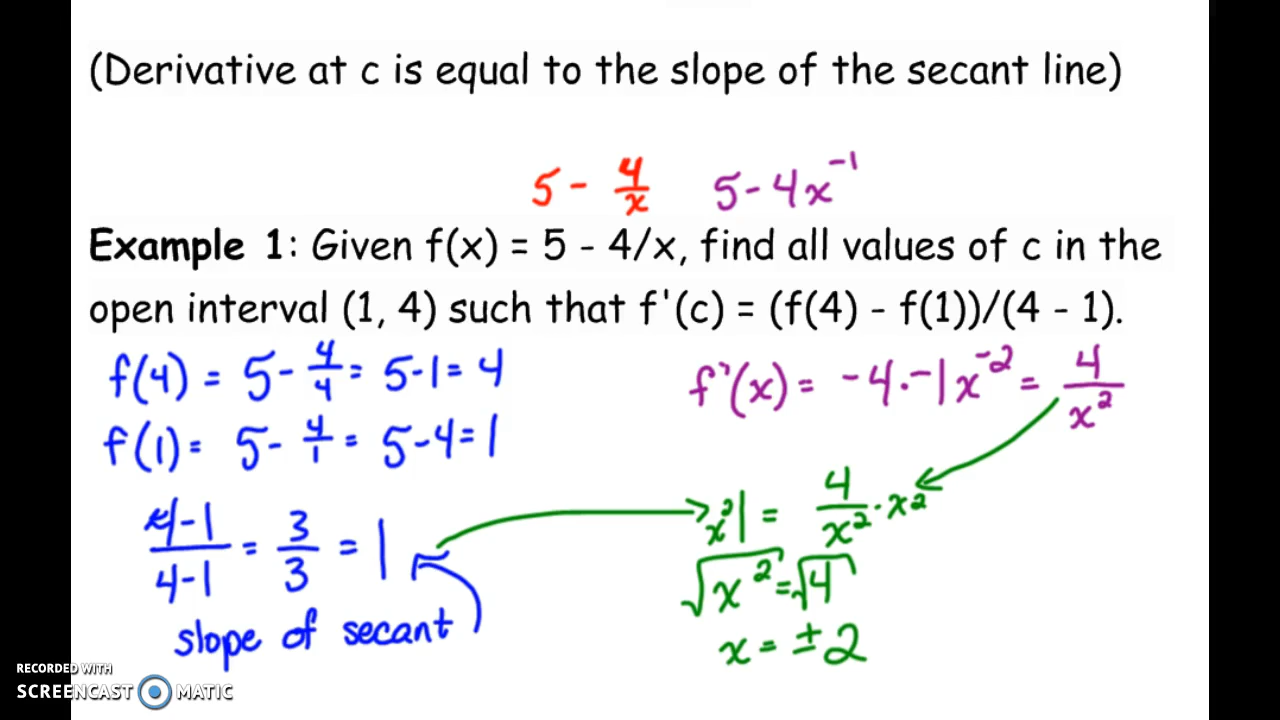 (Derivative at c is equal to the slope of the secant line)
5 - 4/x   5 - 4x⁻¹
Example 1: Given f(x) = 5 - 4/x, find all values of c in the
open interval (1, 4) such that f'(c) = (f(4) - f(1))/(4 - 1).
f(4) = 5 - 4/4 = 5-1 = 4
f(1) = 5 - 4/1 = 5-4 = 1
(4-1)/(4-1) = 3/3 = 1
slope of secant
f'(x) = -4·-1x⁻² = 4/x²
x²1 = 4/x² · x²
√x² = √4
x = ±2
RECORDED WITH
SCREENCAST MATIC